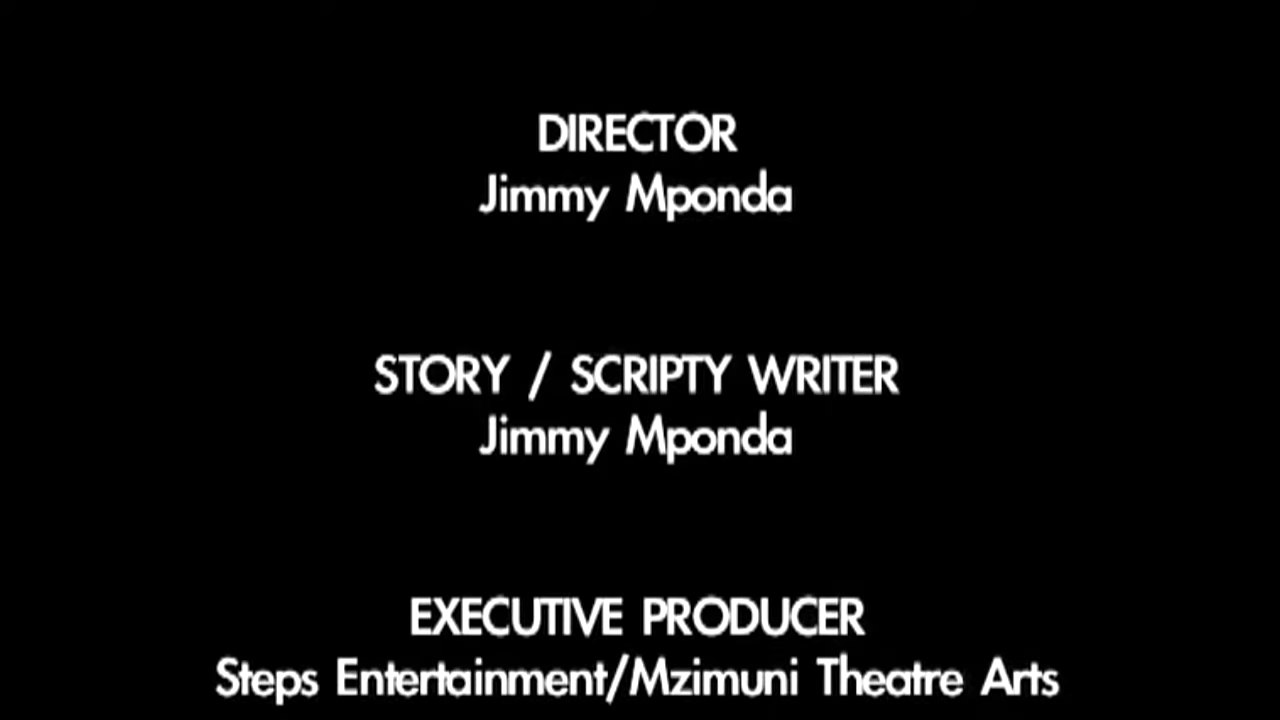 DIRECTOR
Jimmy Mponda
STORY / SCRIPTY WRITER
Jimmy Mponda
EXECUTIVE PRODUCER
Steps Entertainment/Mzimuni Theatre Arts